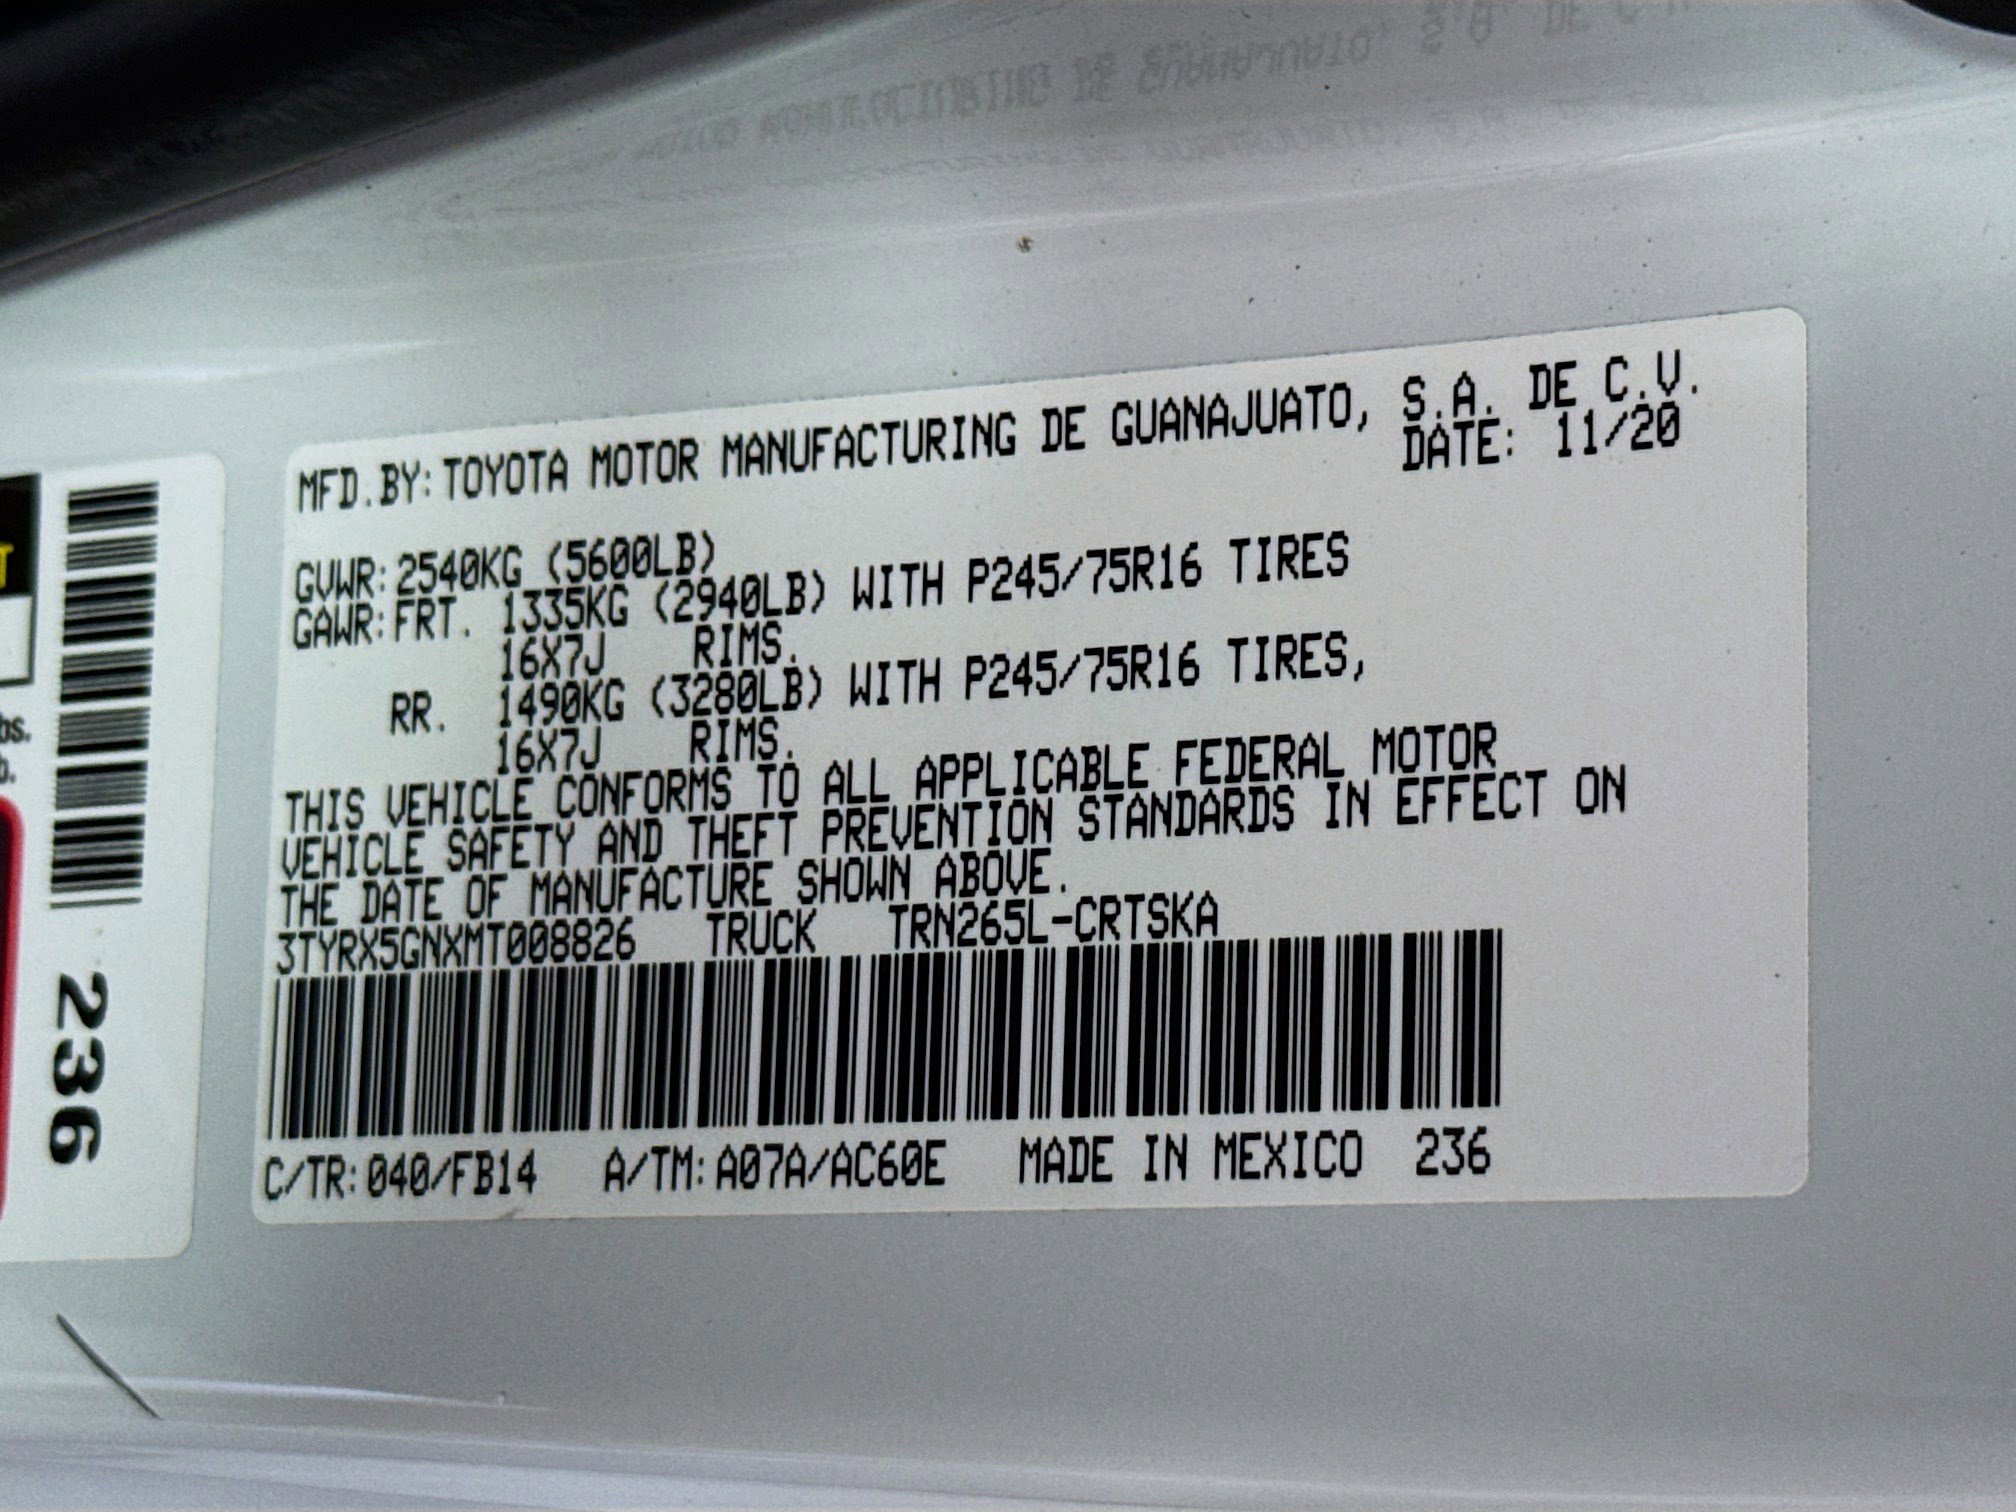 MFD.BY:TOYOTA MOTOR MANUFACTURING DE GUANAJUATO, S.A. DE C.V.
DATE: 11/20
GVWR:2540KG (5600LB)
GAWR:FRT. 1335KG (2940LB) WITH P245/75R16 TIRES
16X7J RIMS.
RR. 1490KG (3280LB) WITH P245/75R16 TIRES,
16X7J RIMS.
THIS VEHICLE CONFORMS TO ALL APPLICABLE FEDERAL MOTOR
VEHICLE SAFETY AND THEFT PREVENTION STANDARDS IN EFFECT ON
THE DATE OF MANUFACTURE SHOWN ABOVE.
3TYRX5GNXMT008826 TRUCK TRN265L-CRTSKA
C/TR:040/FB14 A/TM:A07A/AC60E MADE IN MEXICO 236
236